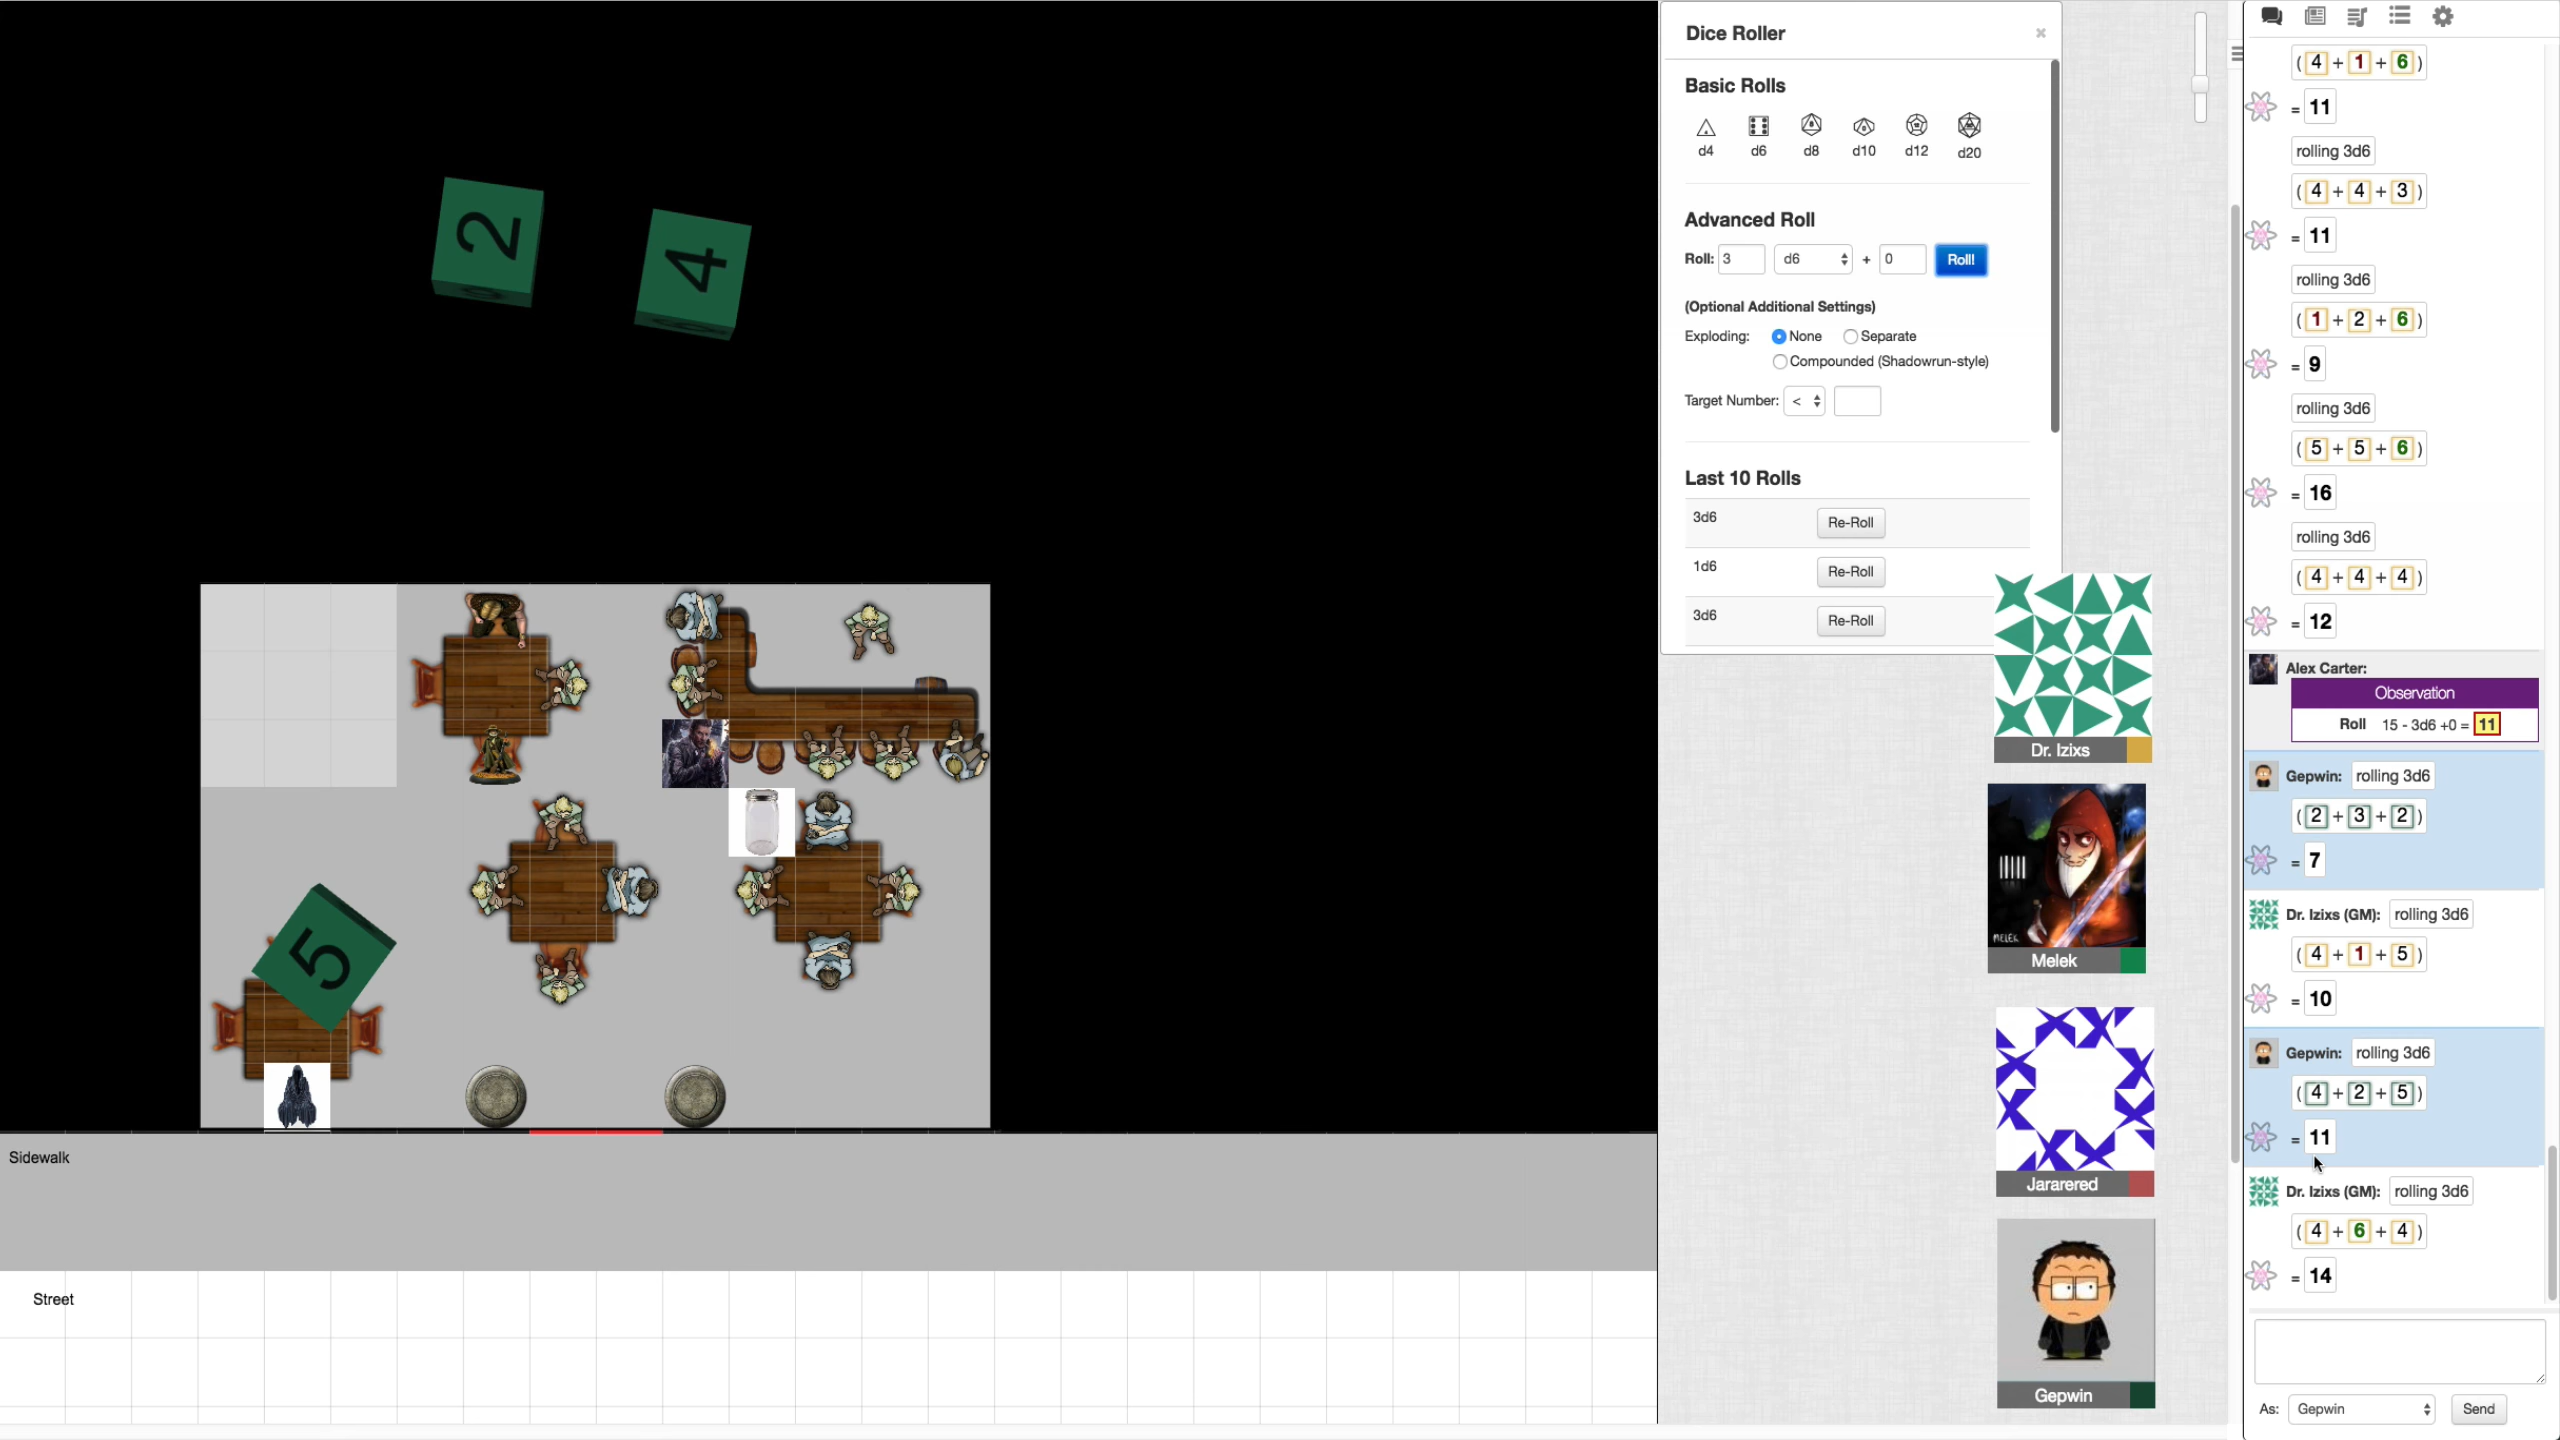 2
4
5
Sidewalk
Street
Dice Roller
×
Basic Rolls
d4 d6 d8 d10 d12 d20
Advanced Roll
Roll: 3 d6 + 0 Roll!
(Optional Additional Settings)
Exploding: None Separate
Compounded (Shadowrun-style)
Target Number: <
Last 10 Rolls
3d6 Re-Roll
1d6 Re-Roll
3d6 Re-Roll
Dr. Izixs
MELEK
Melek
Jararered
Gepwin
(4+1+6)
= 11
rolling 3d6
(4+4+3)
= 11
rolling 3d6
(1+2+6)
= 9
rolling 3d6
(5+5+6)
= 16
rolling 3d6
(4+4+4)
= 12
Alex Carter:
Observation
Roll 15 - 3d6 +0 = 11
Gepwin: rolling 3d6
(2+3+2)
= 7
Dr. Izixs (GM): rolling 3d6
(4+1+5)
= 10
Gepwin: rolling 3d6
(4+2+5)
= 11
Dr. Izixs (GM): rolling 3d6
(4+6+4)
= 14
As: Gepwin Send